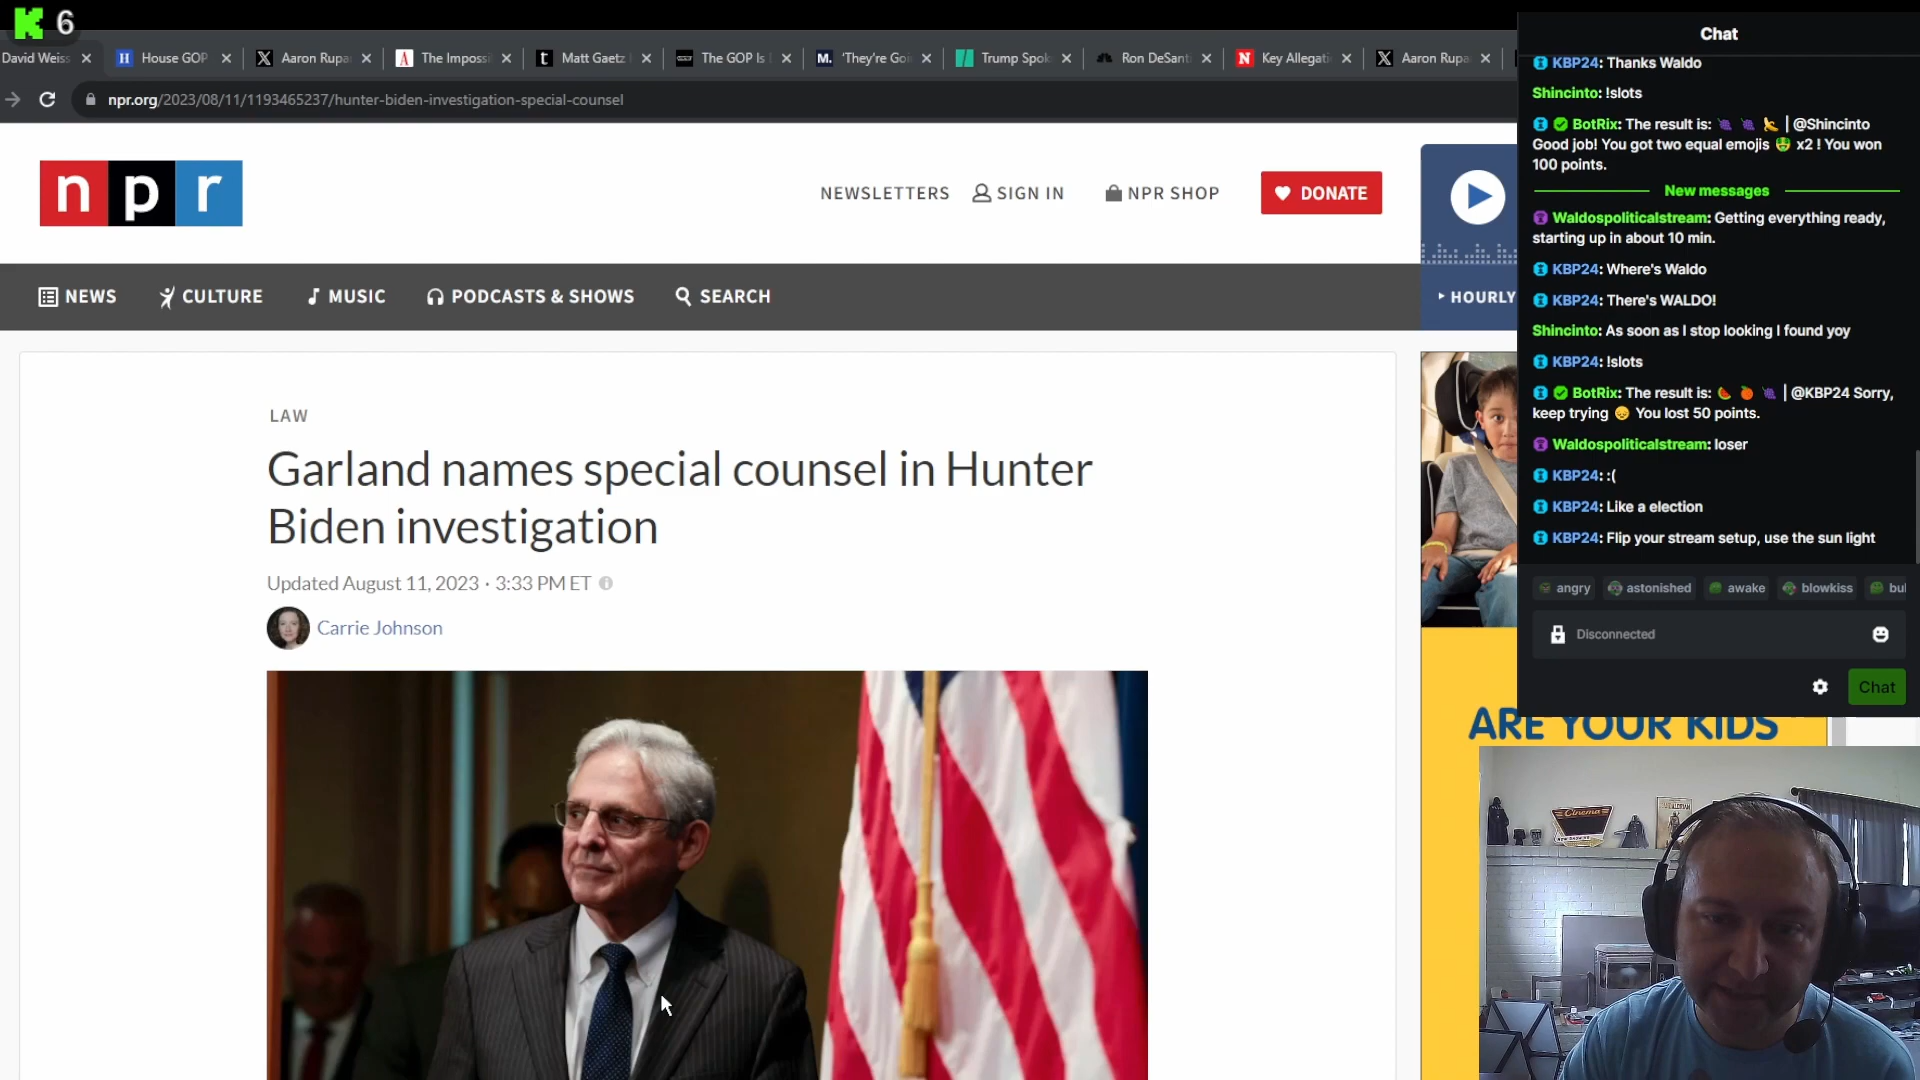 K 6
David Weiss
House GOP
Aaron Rupa
The Impossi
Matt Gaetz
The GOP Is
'They're Goi
Trump Spok
Ron DeSanti
Key Allegati
Aaron Rupa
npr.org/2023/08/11/1193465237/hunter-biden-investigation-special-counsel
npr
NEWSLETTERS
SIGN IN
NPR SHOP
DONATE
NEWS
CULTURE
MUSIC
PODCASTS & SHOWS
SEARCH
HOURLY
LAW
Garland names special counsel in Hunter
Biden investigation
Updated August 11, 2023 · 3:33 PM ET
Carrie Johnson
Chat
KBP24: Thanks Waldo
Shincinto: !slots
BotRix: The result is: 🍇 🍇 🍌 | @Shincinto
Good job! You got two equal emojis 🤑 x2 ! You won
100 points.
New messages
Waldospoliticalstream: Getting everything ready,
starting up in about 10 min.
KBP24: Where's Waldo
KBP24: There's WALDO!
Shincinto: As soon as I stop looking I found yoy
KBP24: !slots
BotRix: The result is: 🍉 🍊 🍇 | @KBP24 Sorry,
keep trying 😞 You lost 50 points.
Waldospoliticalstream: loser
KBP24: :(
KBP24: Like a election
KBP24: Flip your stream setup, use the sun light
angry
astonished
awake
blowkiss
bul
Disconnected
Chat
ARE YOUR KIDS
Cinema